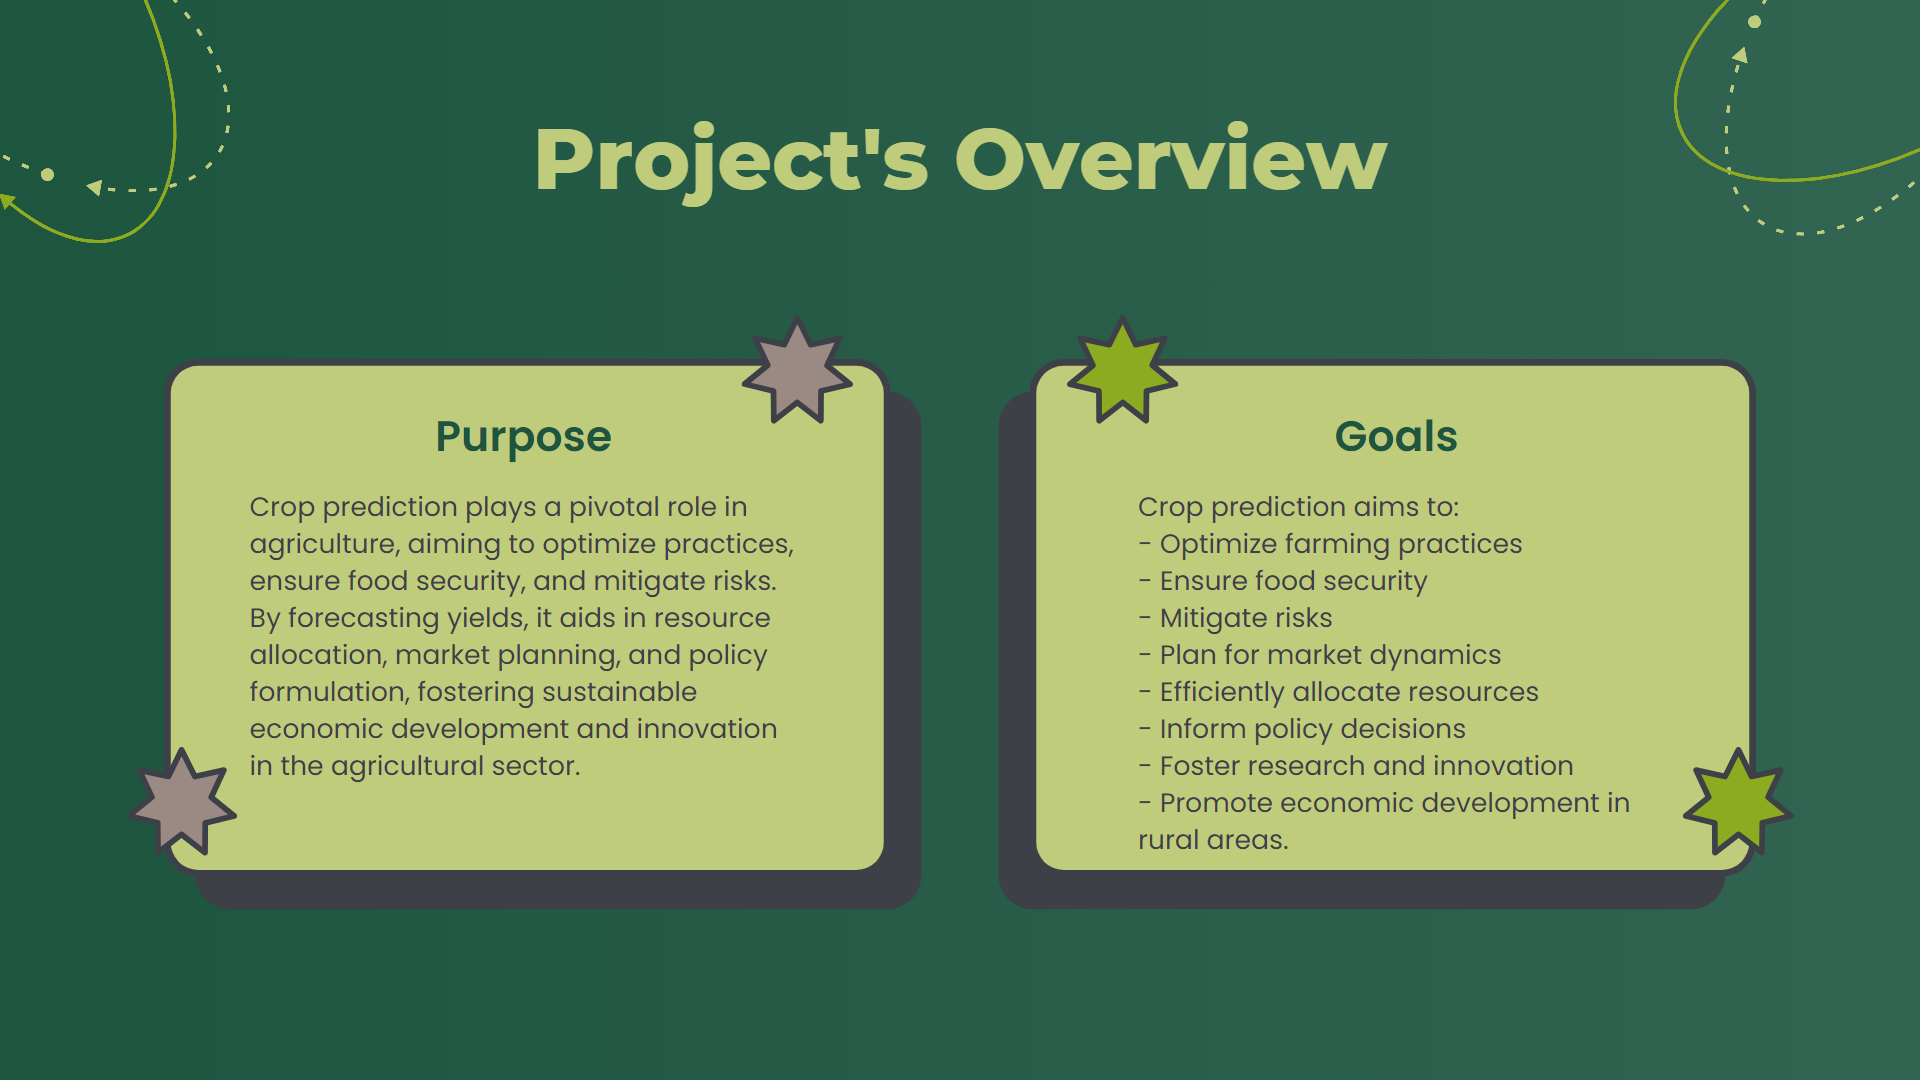 Project's Overview
Purpose
Crop prediction plays a pivotal role in
agriculture, aiming to optimize practices,
ensure food security, and mitigate risks.
By forecasting yields, it aids in resource
allocation, market planning, and policy
formulation, fostering sustainable
economic development and innovation
in the agricultural sector.
Goals
Crop prediction aims to:
- Optimize farming practices
- Ensure food security
- Mitigate risks
- Plan for market dynamics
- Efficiently allocate resources
- Inform policy decisions
- Foster research and innovation
- Promote economic development in
rural areas.